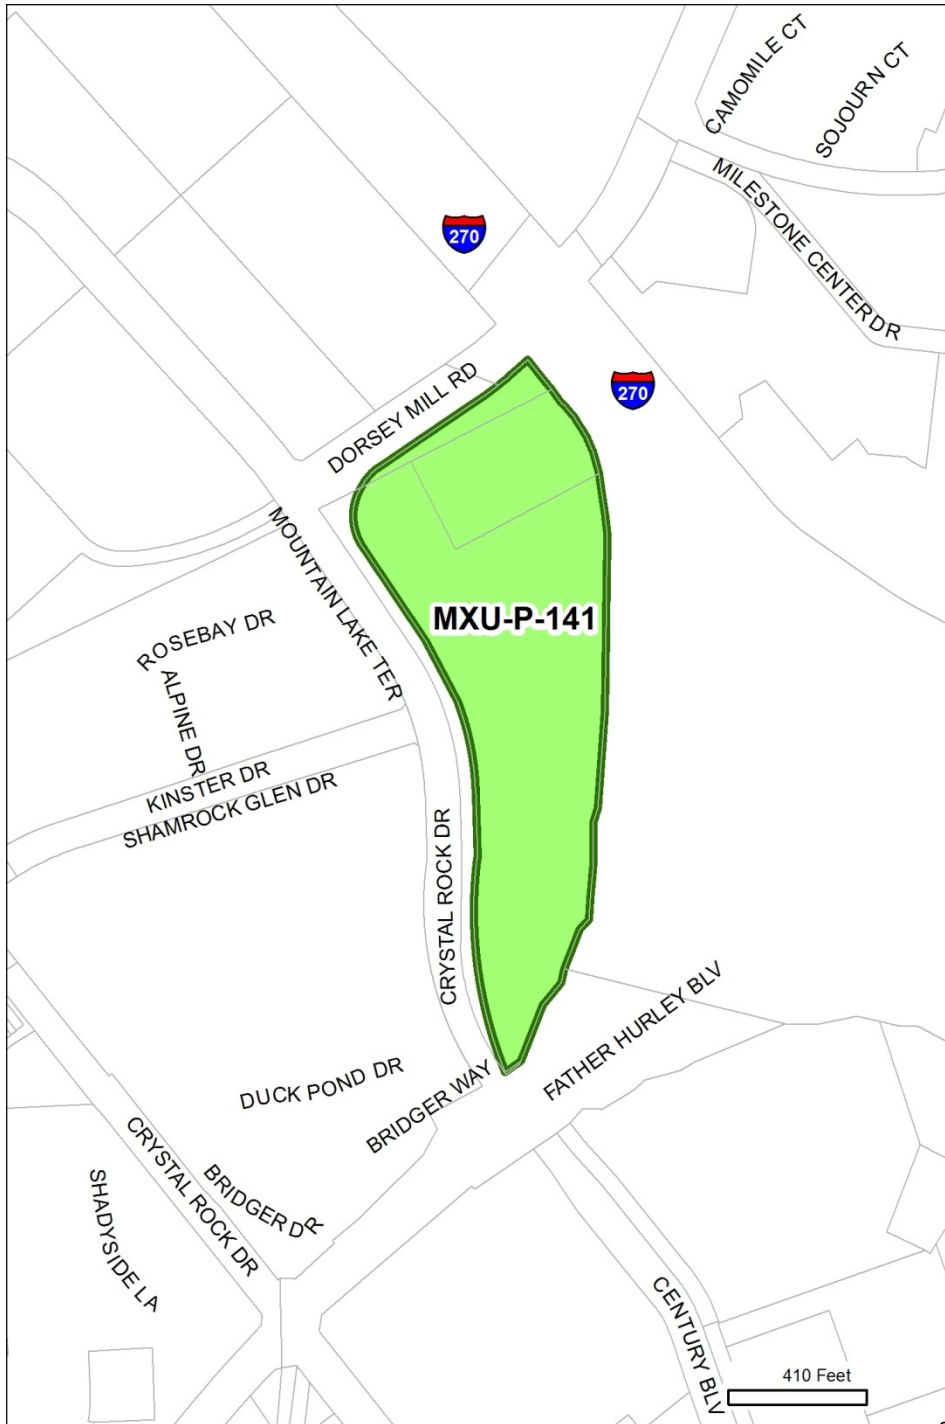 CAMOMILE CT
SOJOURN CT
MILESTONE CENTER DR
270
270
DORSEY MILL RD
MOUNTAIN LAKE TER
MXU-P-141
ROSEBAY DR
ALPINE DR
KINSTER DR
SHAMROCK GLEN DR
CRYSTAL ROCK DR
FATHER HURLEY BLV
DUCK POND DR
BRIDGER WAY
CRYSTAL ROCK DR
BRIDGER DR
SHADYSIDE LA
CENTURY BLV
410 Feet